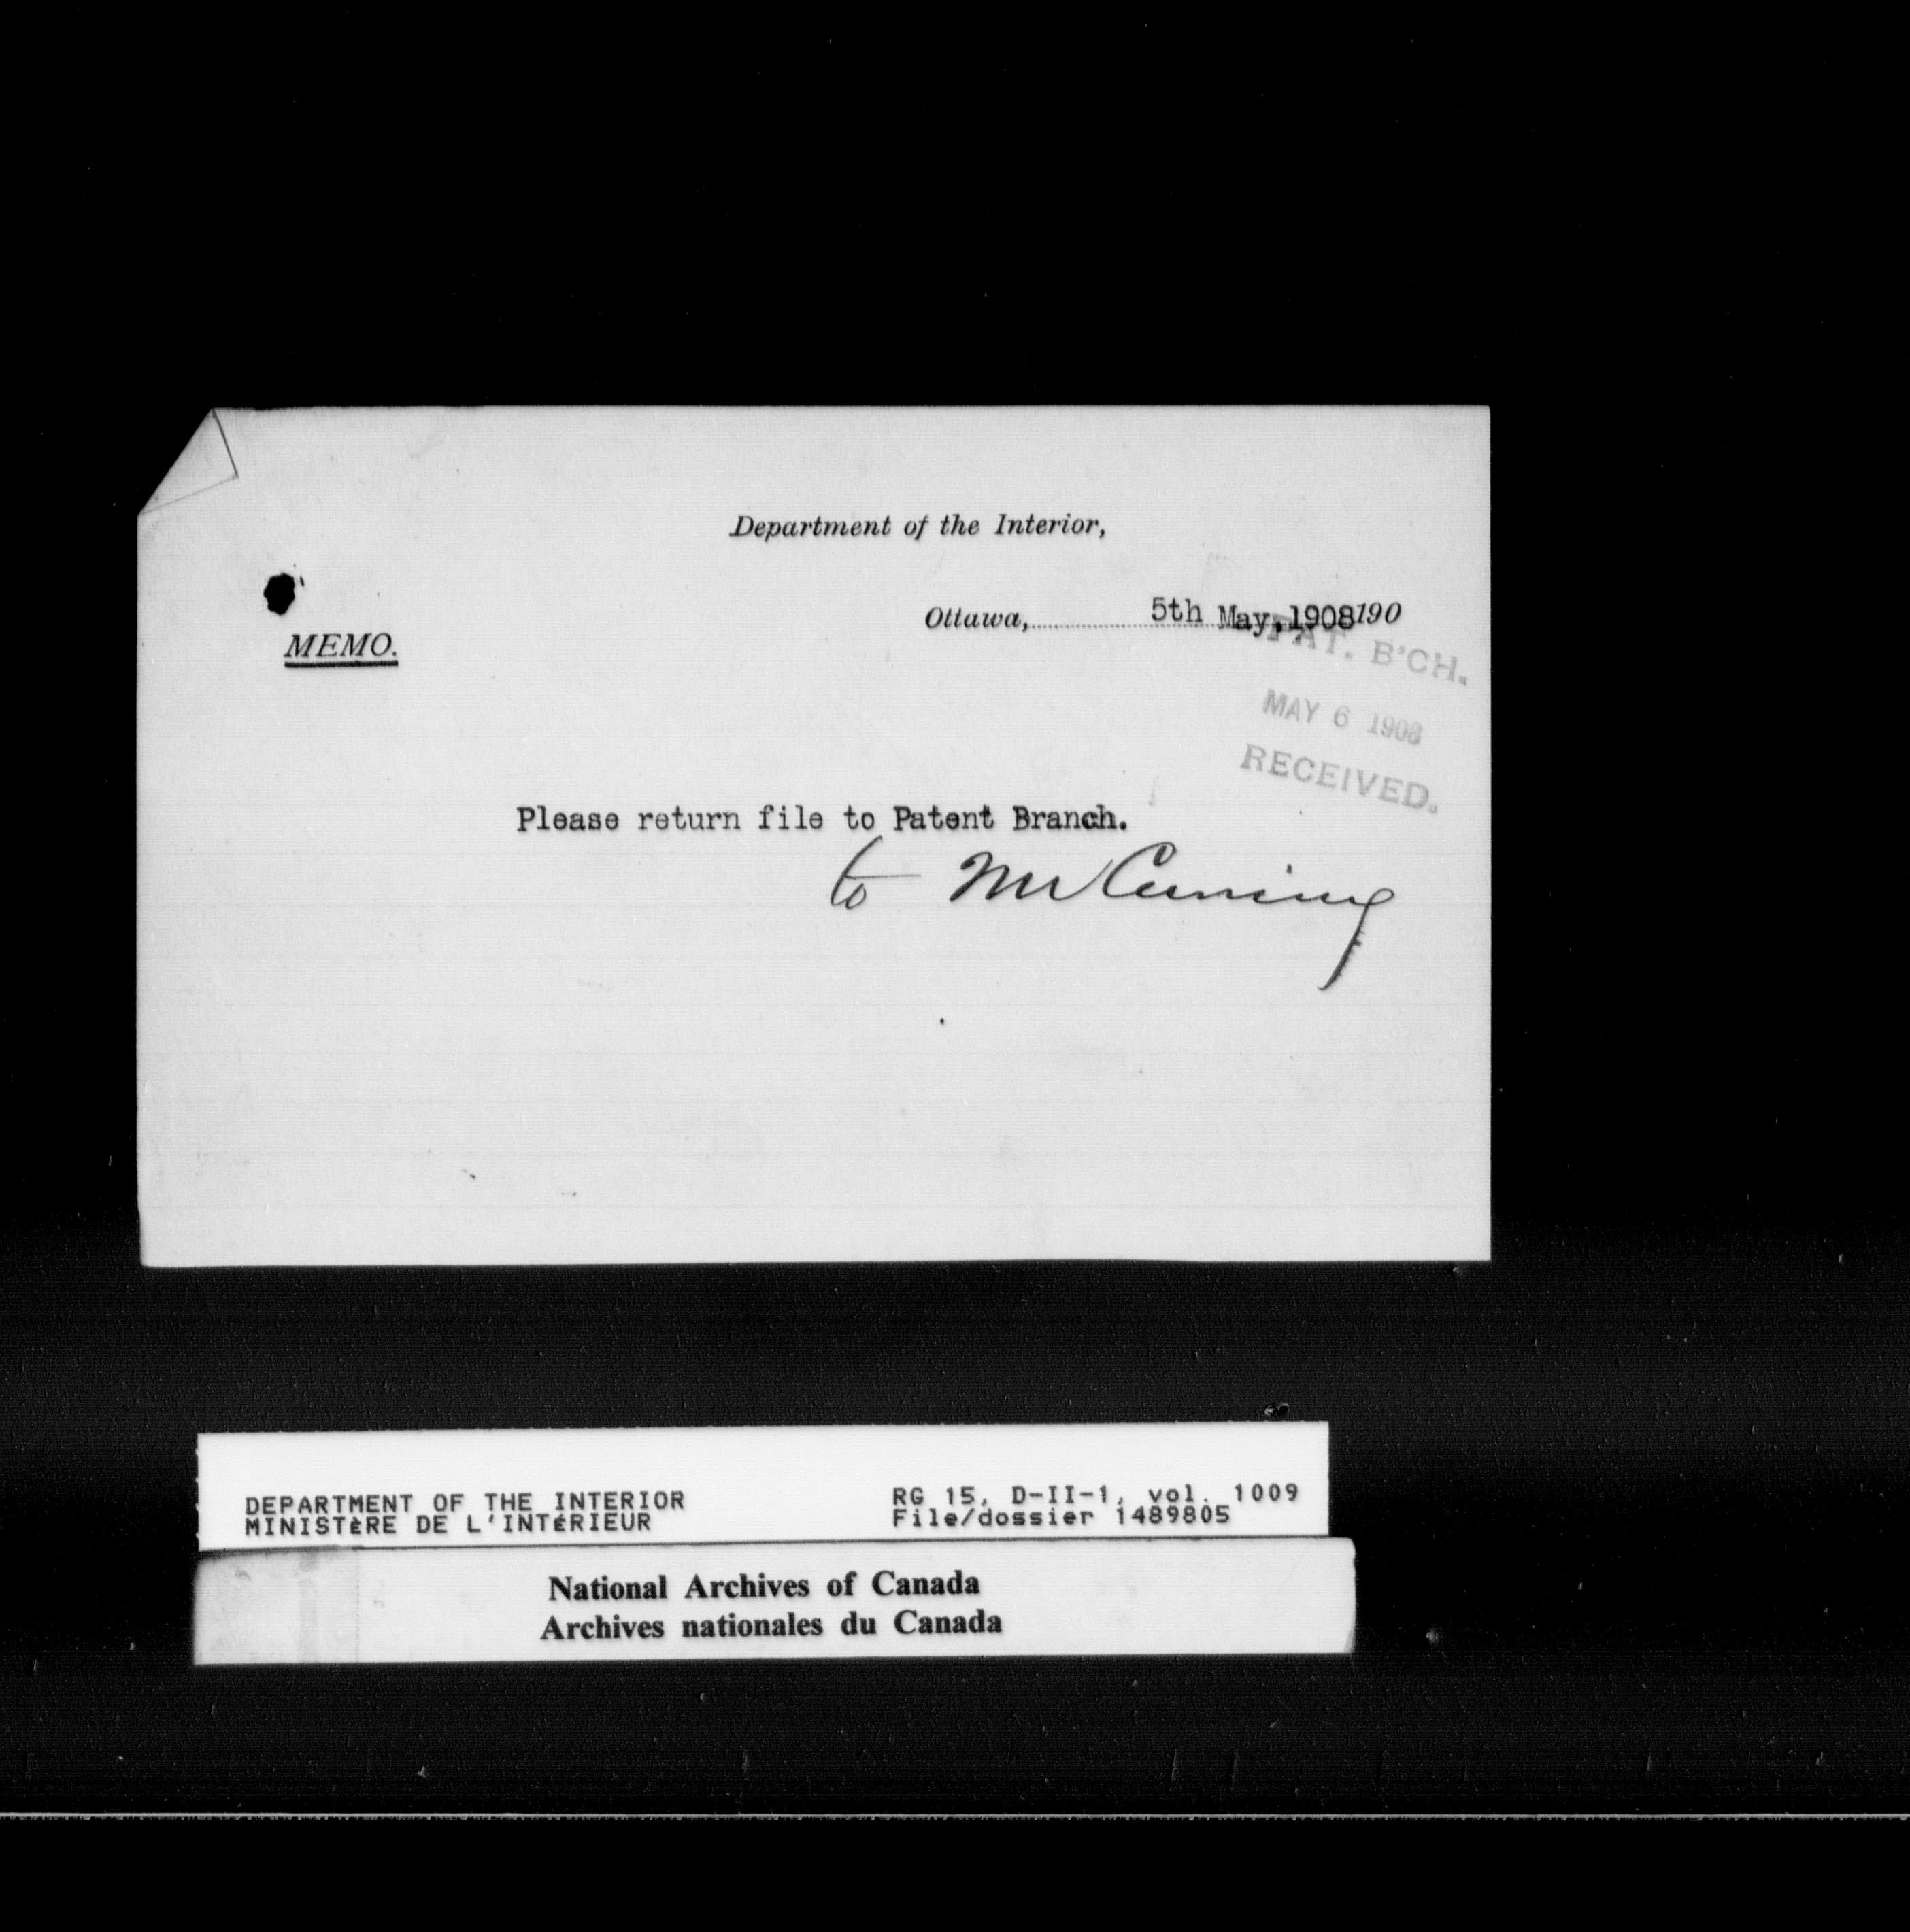 Department of the Interior,
Ottawa, 5th May, 1908 190
MEMO.
PAT. B'CH.
MAY 6 1908
RECEIVED.
Please return file to Patent Branch.
to Mr
DEPARTMENT OF THE INTERIOR
MINISTÈRE DE L'INTÉRIEUR
RG 15, D-II-1, vol. 1009
File/dossier 1489805
National Archives of Canada
Archives nationales du Canada